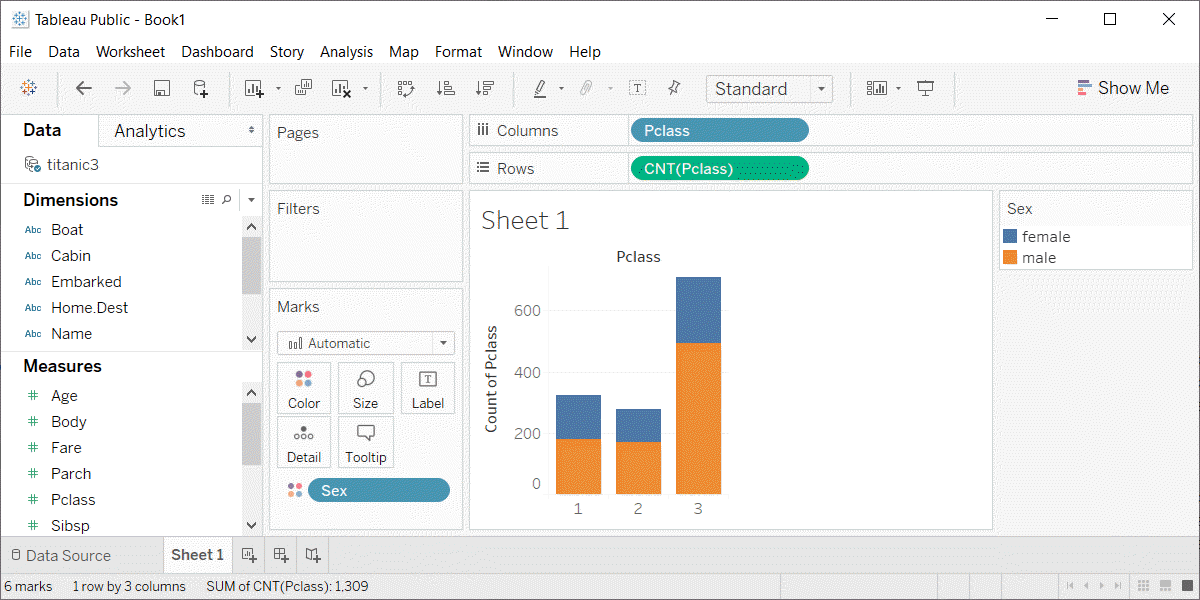 Tableau Public - Book1
File Data Worksheet Dashboard Story Analysis Map Format Window Help
Standard
Show Me
Data
Analytics
titanic3
Dimensions
Abc Boat
Abc Cabin
Abc Embarked
Abc Home.Dest
Abc Name
Measures
# Age
# Body
# Fare
# Parch
# Pclass
# Sibsp
Pages
Filters
Marks
Automatic
Color
Size
T
Label
Detail
Tooltip
Sex
Columns
Pclass
Rows
CNT(Pclass)
Sheet 1
Pclass
Count of Pclass
600
400
200
0
1 2 3
Sex
female
male
Data Source
Sheet 1
6 marks 1 row by 3 columns SUM of CNT(Pclass): 1,309